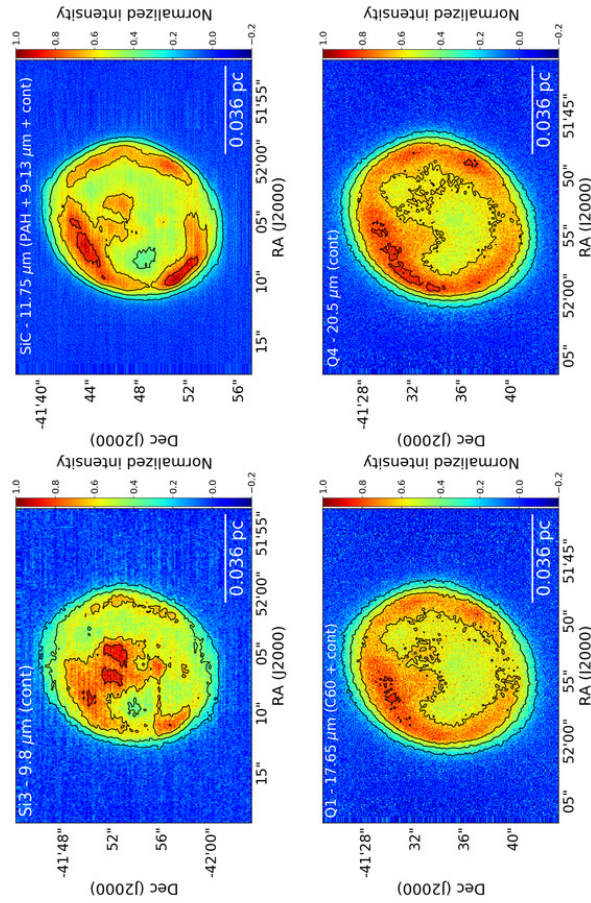 Si3 - 9.8 μm (cont)
-41'48"
52"
56"
-42'00"
Dec (J2000)
0.036 pc
15"  10"  05"  52'00"  51'55"
RA (J2000)
1.0
0.8
0.6
0.4
0.2
0.0
−0.2
Normalized intensity
SiC - 11.75 μm (PAH + 9-13 μm + cont)
-41'40"
44"
48"
52"
56"
Dec (J2000)
0.036 pc
15"  10"  05"  52'00"  51'55"
RA (J2000)
1.0
0.8
0.6
0.4
0.2
0.0
−0.2
Normalized intensity
Q1 - 17.65 μm (C60 + cont)
-41'28"
32"
36"
40"
Dec (J2000)
0.036 pc
05"  52'00"  55"  50"  51'45"
RA (J2000)
1.0
0.8
0.6
0.4
0.2
0.0
−0.2
Normalized intensity
Q4 - 20.5 μm (cont)
-41'28"
32"
36"
40"
Dec (J2000)
0.036 pc
05"  52'00"  55"  50"  51'45"
RA (J2000)
1.0
0.8
0.6
0.4
0.2
0.0
−0.2
Normalized intensity